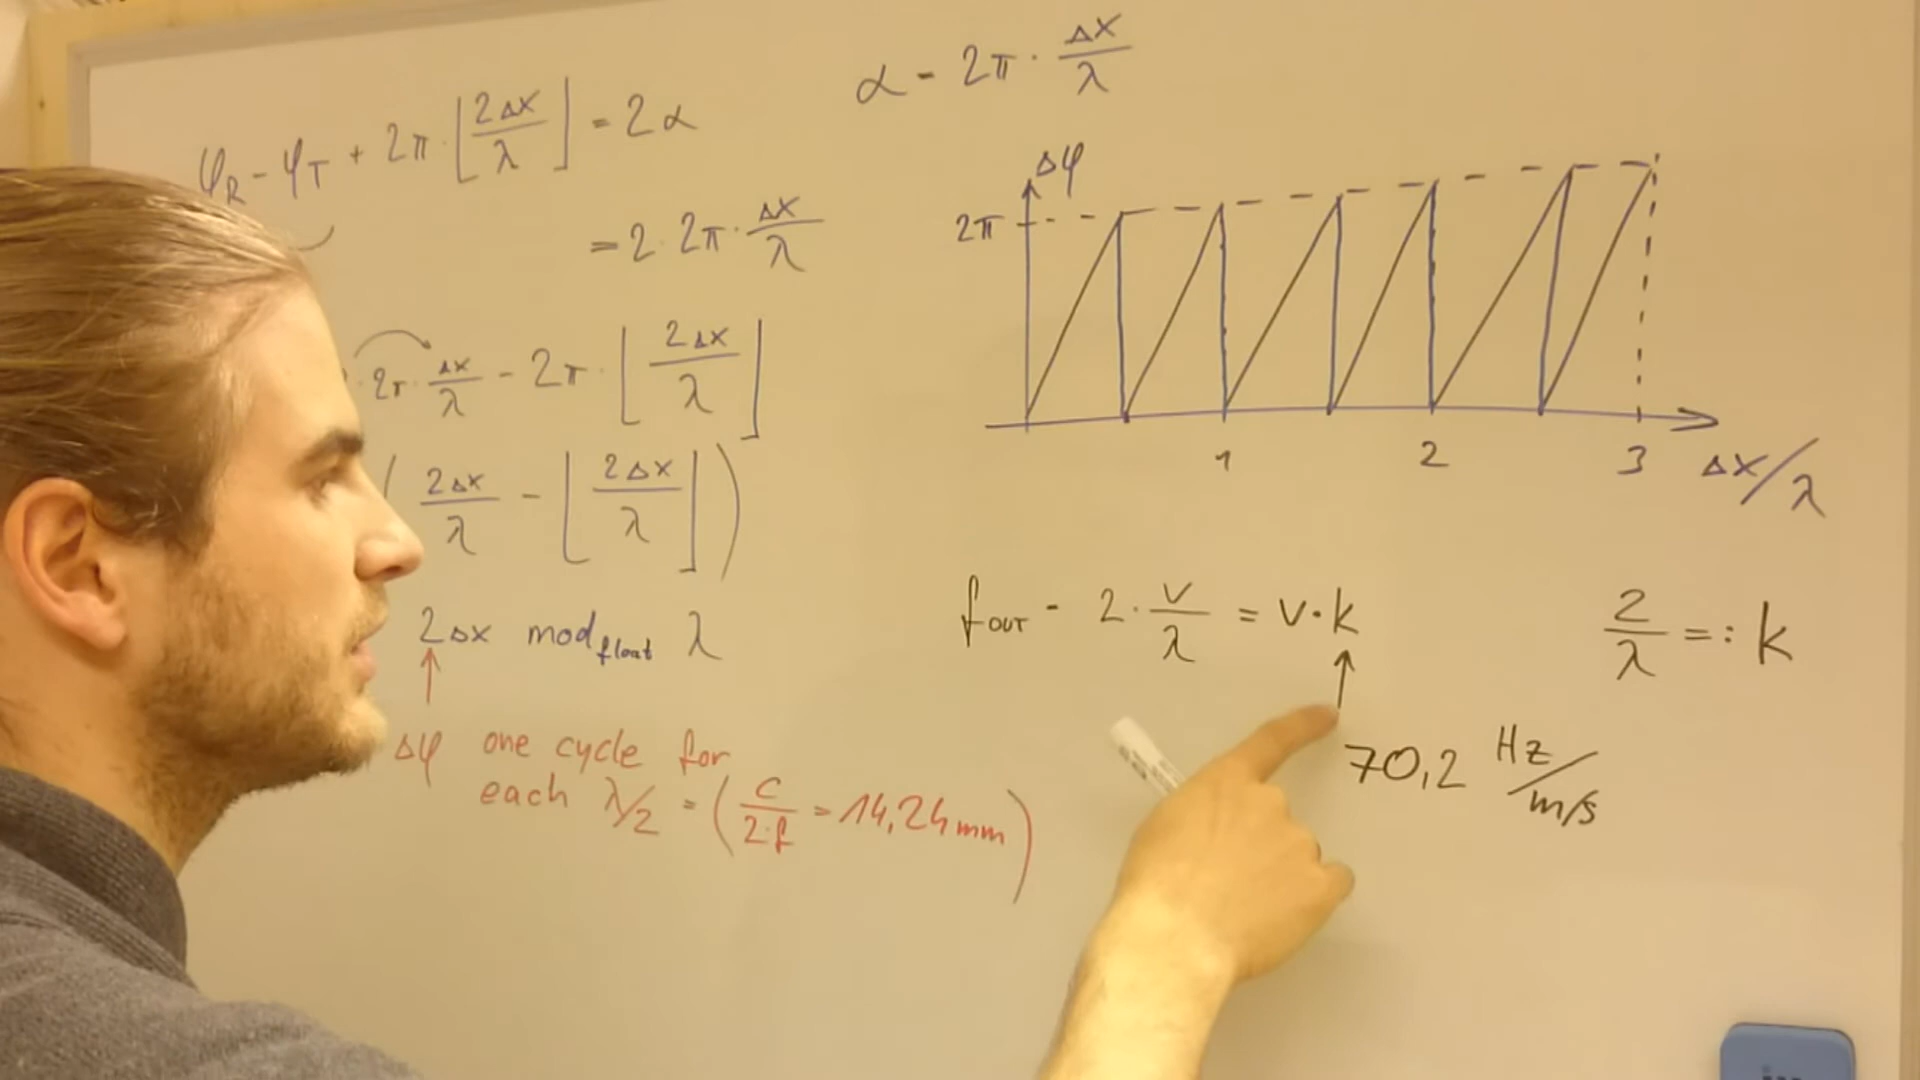 φ_R - φ_T + 2π · ⌊2Δx/λ⌋ = 2α
= 2 · 2π · Δx/λ
· 2π · Δx/λ - 2π · ⌊2Δx/λ⌋
(2Δx/λ - ⌊2Δx/λ⌋)
2Δx mod_float λ
Δφ one cycle for
each λ/2 = (c/2·f = 14,24 mm)
α = 2π · Δx/λ
Δφ
2π
1 2 3 Δx/λ
f_OUT = 2 · v/λ = v · k
2/λ =: k
70,2 Hz/m/s